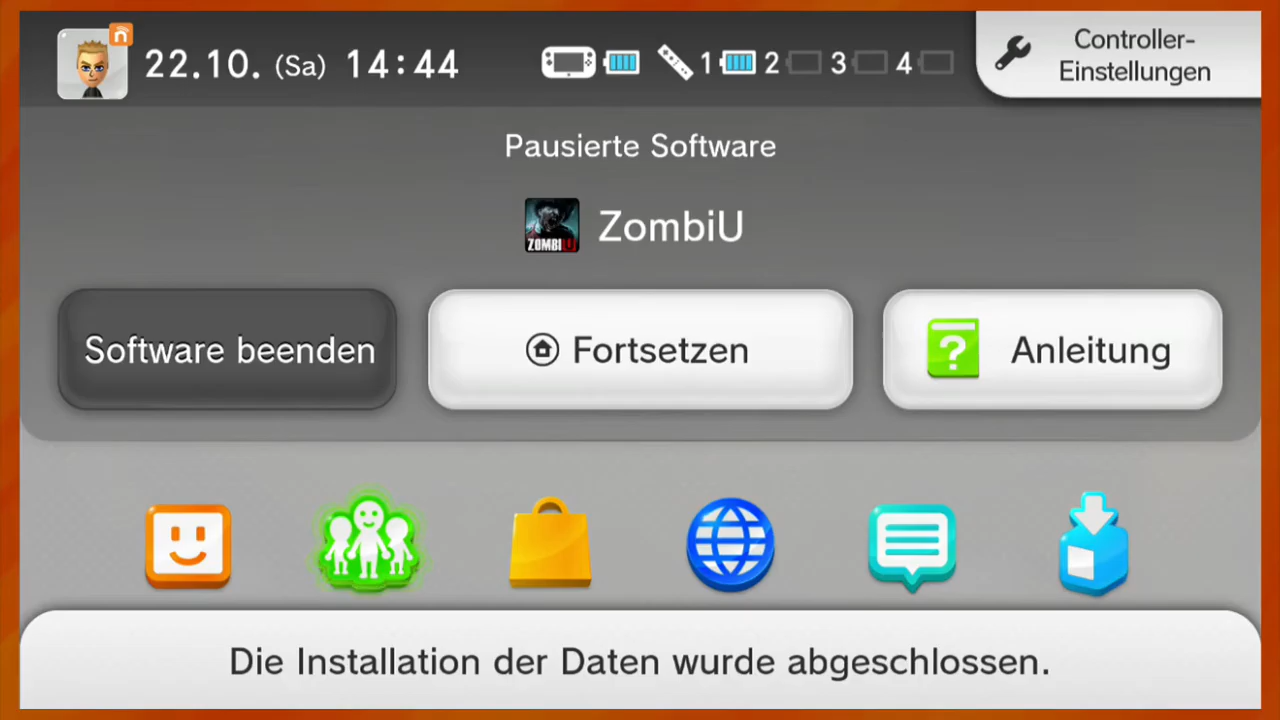 22.10. (Sa) 14:44 1 2 3 4
Controller-
Einstellungen
Pausierte Software
ZOMBIU
ZombiU
Software beenden
Fortsetzen
? Anleitung
Die Installation der Daten wurde abgeschlossen.